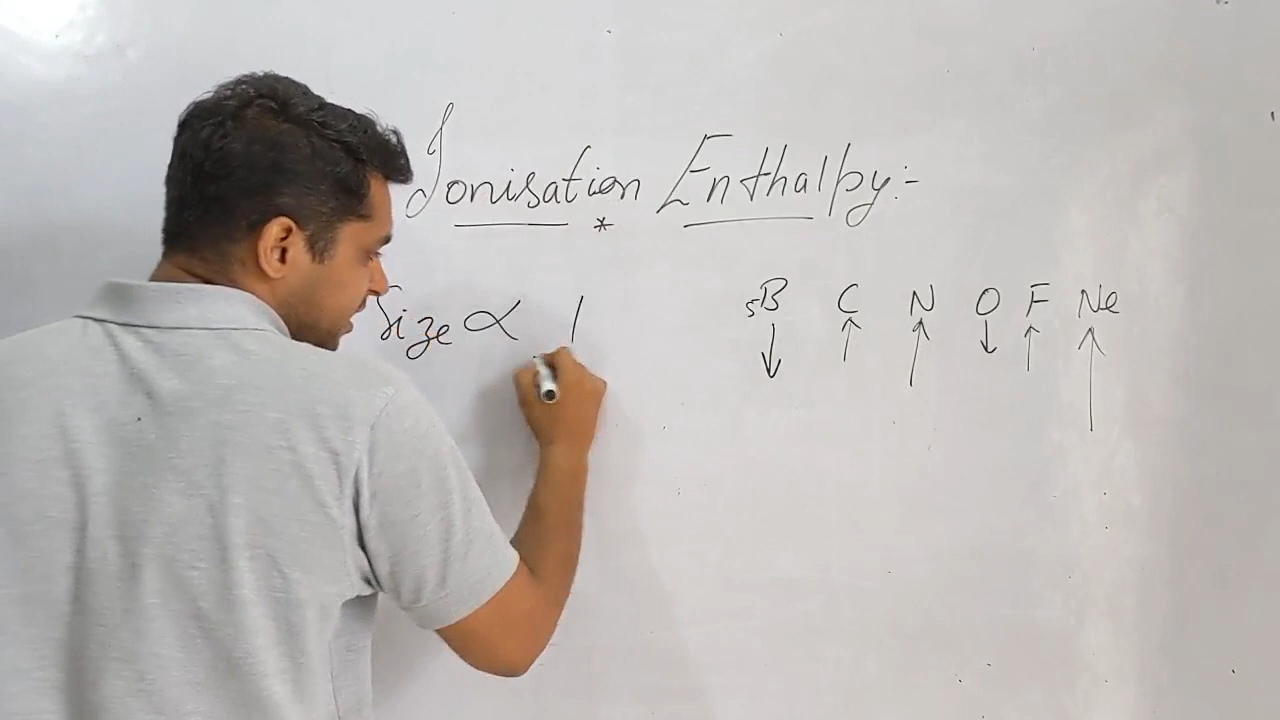 Ionisation Enthalpy:-
*
Size ∝ 1
5B C N O F Ne
↓ ↑ ↑ ↓ ↑ ↑